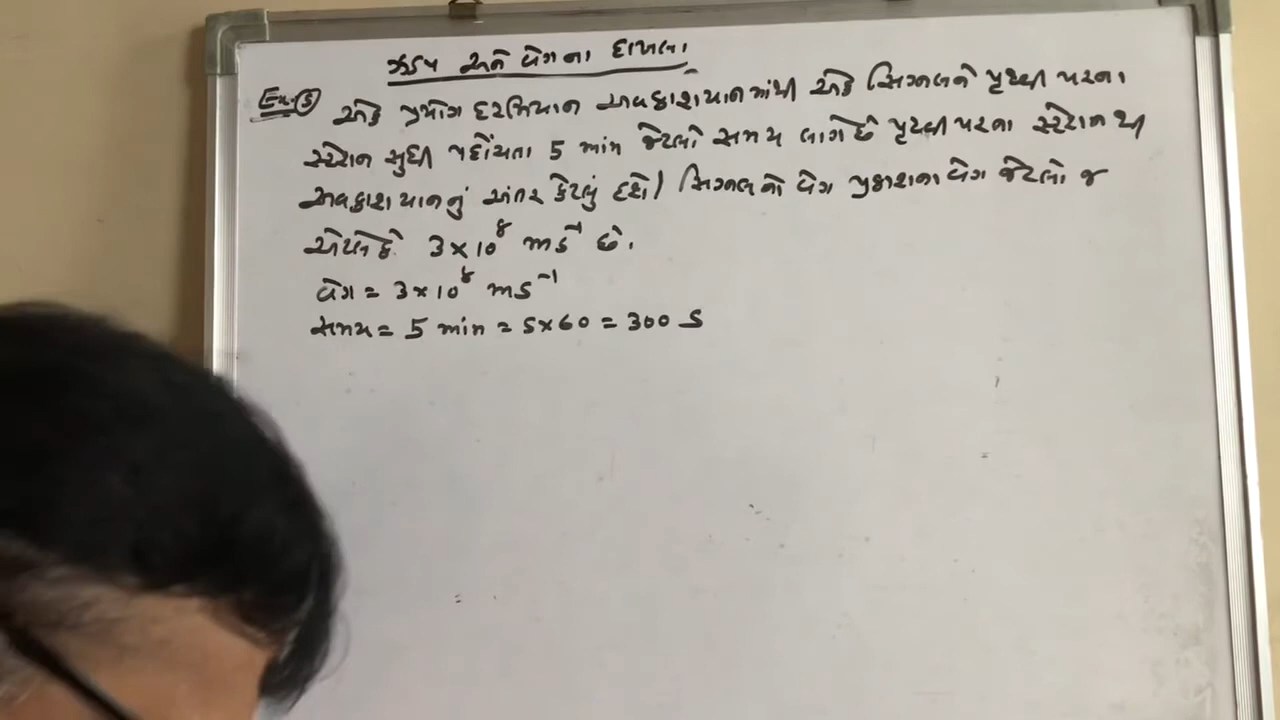 ઝડપ અને વેગના દાખલા
Ex-5 એક પ્રયોગ દરમિયાન અવકાશયાનમાંથી એક સિગ્નલને પૃથ્વી પરના
સ્ટેશન સુધી પહોંચતા 5 min જેટલો સમય લાગે છે પૃથ્વી પરના સ્ટેશન થી
અવકાશયાનનું અંતર કેટલું હશે? સિગ્નલનો વેગ પ્રકાશના વેગ જેટલો જ
એટલે કે 3×10⁸ ms⁻¹ છે.
વેગ = 3×10⁸ ms⁻¹
સમય = 5 min = 5×60 = 300 S